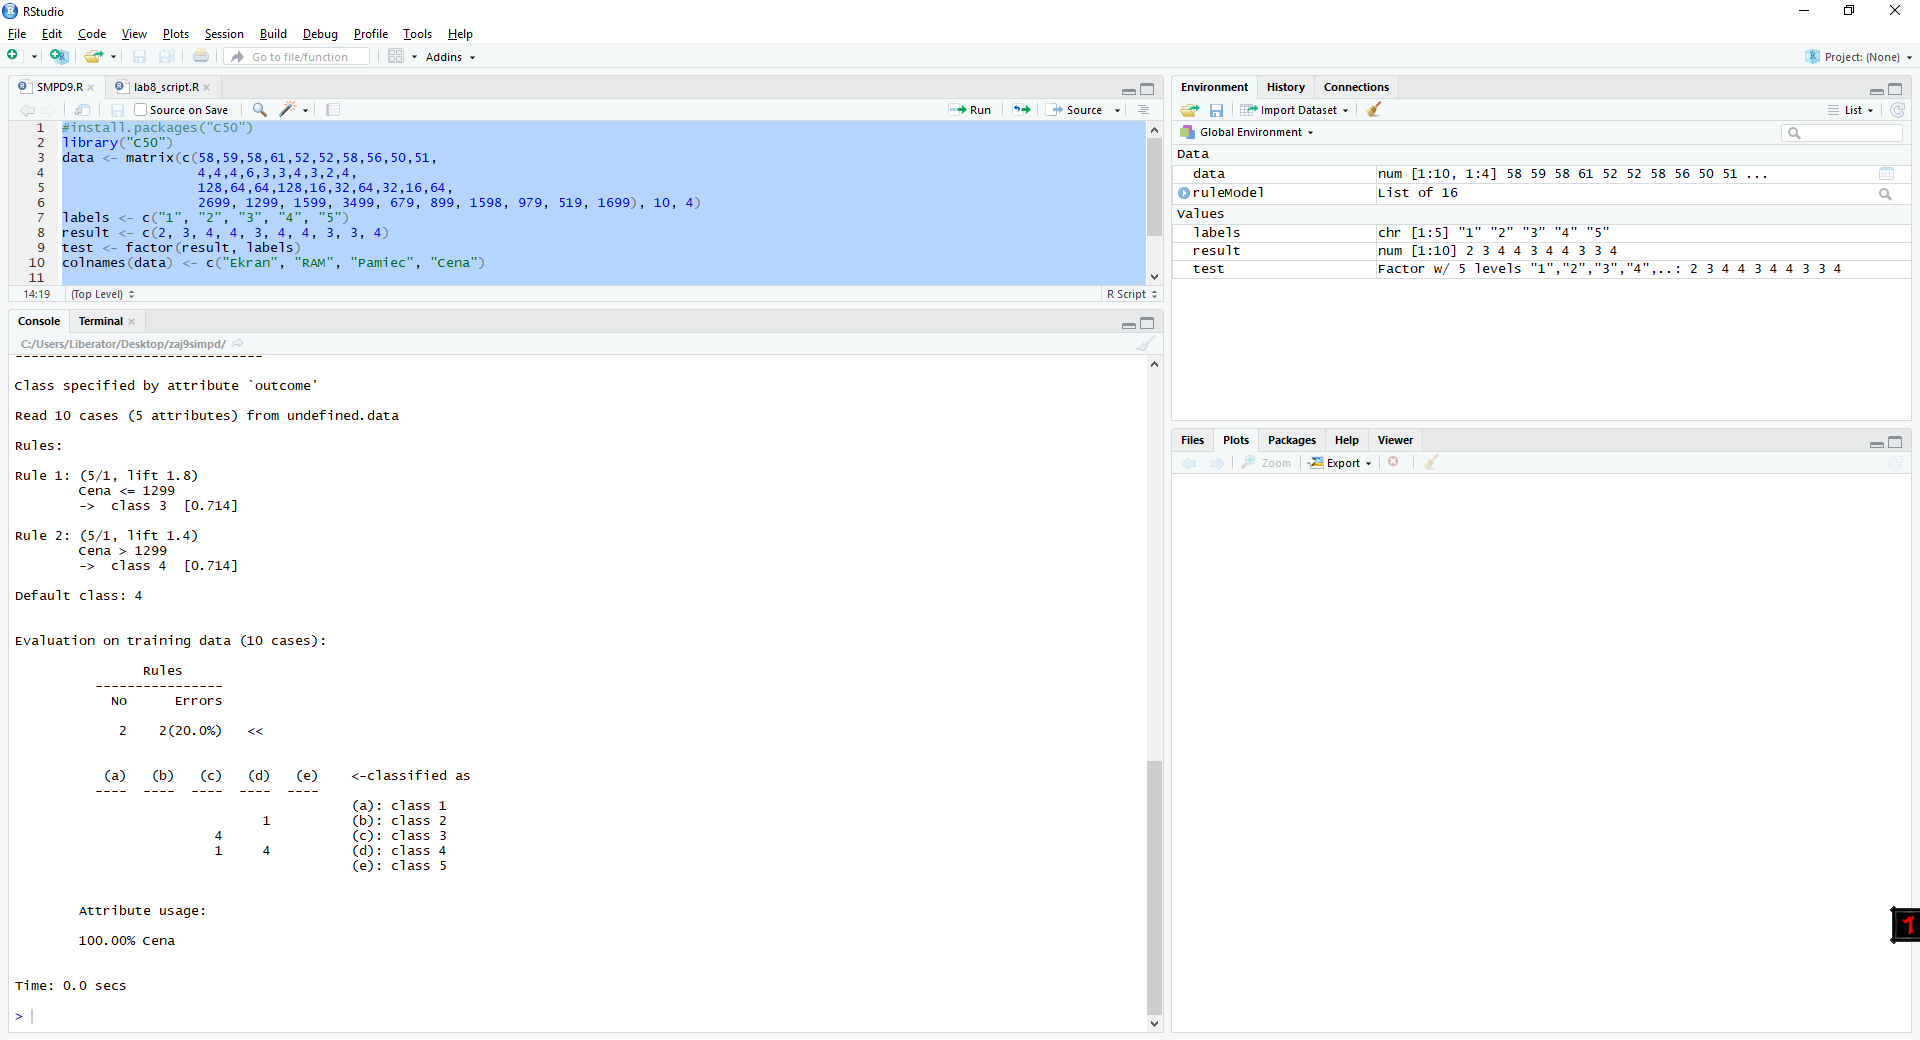 RStudio
File Edit Code View Plots Session Build Debug Profile Tools Help
Go to file/function Addins Project: (None)
SMPD9.R lab8_script.R
Source on Save Run Source
1 #install.packages("C50")
2 library("C50")
3 data <- matrix(c(58,59,58,61,52,52,58,56,50,51,
4 4,4,4,6,3,3,4,3,2,4,
5 128,64,64,128,16,32,64,32,16,64,
6 2699, 1299, 1599, 3499, 679, 899, 1598, 979, 519, 1699), 10, 4)
7 labels <- c("1", "2", "3", "4", "5")
8 result <- c(2, 3, 4, 4, 3, 4, 4, 3, 3, 4)
9 test <- factor(result, labels)
10 colnames(data) <- c("Ekran", "RAM", "Pamiec", "Cena")
11
14:19 (Top Level) R Script
Console Terminal
C:/Users/Liberator/Desktop/zaj9simpd/
-------------------------------
Class specified by attribute `outcome'
Read 10 cases (5 attributes) from undefined.data
Rules:
Rule 1: (5/1, lift 1.8)
Cena <= 1299
-> class 3 [0.714]
Rule 2: (5/1, lift 1.4)
Cena > 1299
-> class 4 [0.714]
Default class: 4
Evaluation on training data (10 cases):
Rules
----------------
No Errors
2 2(20.0%) <<
(a) (b) (c) (d) (e) <-classified as
---- ---- ---- ---- ----
(a): class 1
1 (b): class 2
4 (c): class 3
1 4 (d): class 4
(e): class 5
Attribute usage:
100.00% Cena
Time: 0.0 secs
>
Environment History Connections
Import Dataset List
Global Environment
Data
data num [1:10, 1:4] 58 59 58 61 52 52 58 56 50 51 ...
ruleModel List of 16
Values
labels chr [1:5] "1" "2" "3" "4" "5"
result num [1:10] 2 3 4 4 3 4 4 3 3 4
test Factor w/ 5 levels "1","2","3","4",..: 2 3 4 4 3 4 4 3 3 4
Files Plots Packages Help Viewer
Zoom Export